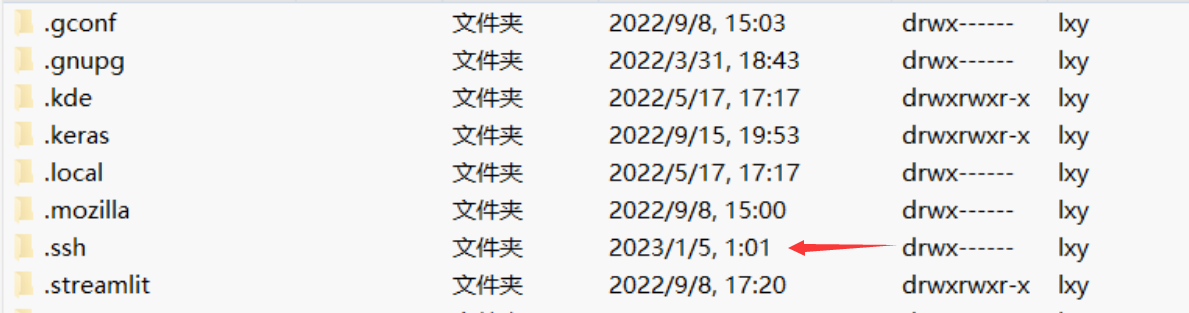 .gconf 文件夹 2022/9/8, 15:03 drwx------ lxy
.gnupg 文件夹 2022/3/31, 18:43 drwx------ lxy
.kde 文件夹 2022/5/17, 17:17 drwxrwxr-x lxy
.keras 文件夹 2022/9/15, 19:53 drwxrwxr-x lxy
.local 文件夹 2022/5/17, 17:17 drwx------ lxy
.mozilla 文件夹 2022/9/8, 15:00 drwx------ lxy
.ssh 文件夹 2023/1/5, 1:01 drwx------ lxy
.streamlit 文件夹 2022/9/8, 17:20 drwxrwxr-x lxy